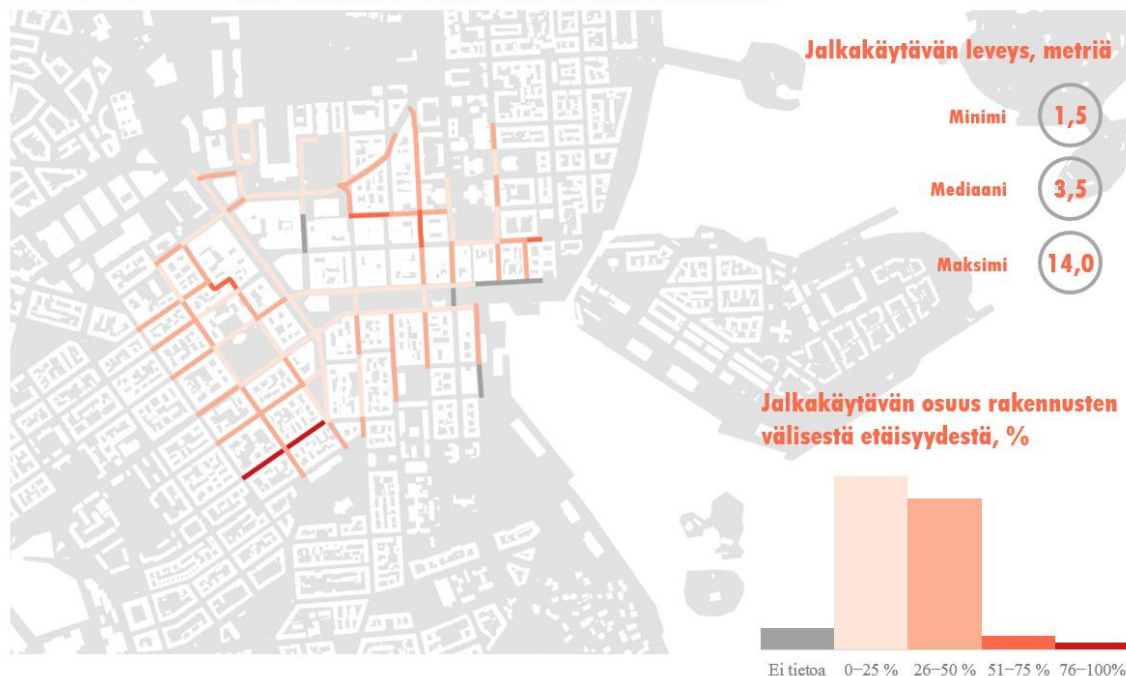 Jalkakäytävän leveys, metriä
Minimi 1,5
Mediaani 3,5
Maksimi 14,0
Jalkakäytävän osuus rakennusten
välisestä etäisyydestä, %
Ei tietoa 0–25 % 26–50 % 51–75 % 76–100%